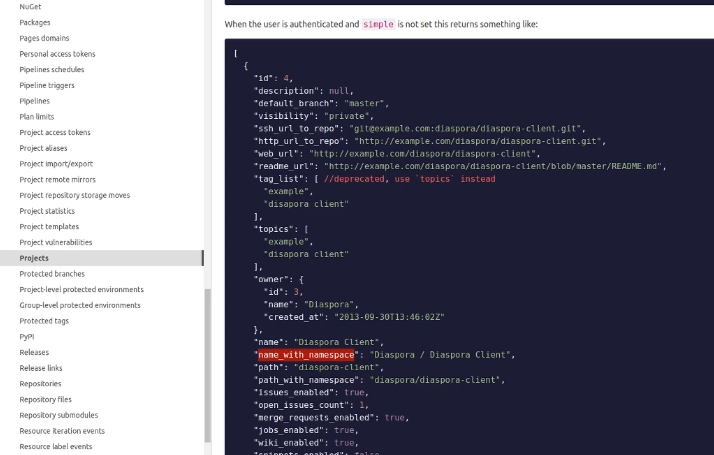 NuGet
Packages
Pages domains
Personal access tokens
Pipelines schedules
Pipeline triggers
Pipelines
Plan limits
Project access tokens
Project aliases
Project import/export
Project remote mirrors
Project repository storage moves
Project statistics
Project templates
Project vulnerabilities
Projects
Protected branches
Project-level protected environments
Group-level protected environments
Protected tags
PyPI
Releases
Release links
Repositories
Repository files
Repository submodules
Resource iteration events
Resource label events
When the user is authenticated and simple is not set this returns something like:
[
{
"id": 4,
"description": null,
"default_branch": "master",
"visibility": "private",
"ssh_url_to_repo": "git@example.com:diaspora/diaspora-client.git",
"http_url_to_repo": "http://example.com/diaspora/diaspora-client.git",
"web_url": "http://example.com/diaspora/diaspora-client",
"readme_url": "http://example.com/diaspora/diaspora-client/blob/master/README.md",
"tag_list": [ //deprecated, use `topics` instead
"example",
"disapora client"
],
"topics": [
"example",
"disapora client"
],
"owner": {
"id": 3,
"name": "Diaspora",
"created_at": "2013-09-30T13:46:02Z"
},
"name": "Diaspora Client",
"name_with_namespace": "Diaspora / Diaspora Client",
"path": "diaspora-client",
"path_with_namespace": "diaspora/diaspora-client",
"issues_enabled": true,
"open_issues_count": 1,
"merge_requests_enabled": true,
"jobs_enabled": true,
"wiki_enabled": true,
"snippets_enabled": false,